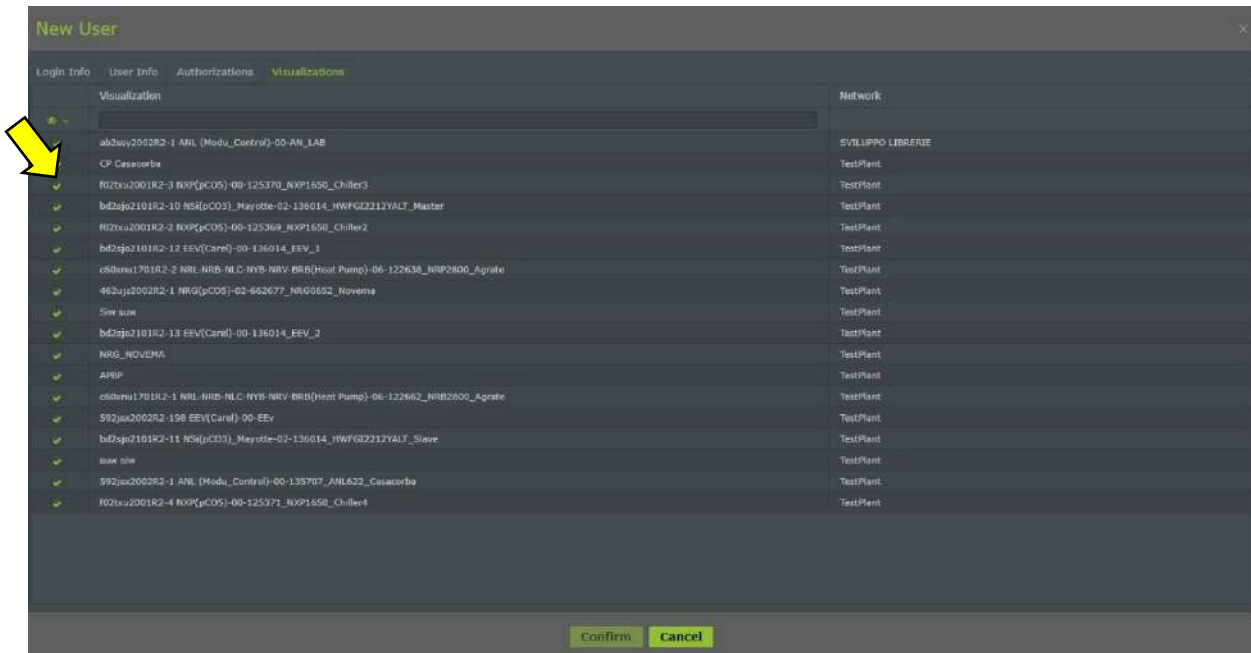 New User
Login Info User Info Authorizations Visualizations
Visualization Network
ab2suy2002R2-1 ANL (Modu_Control)-00-AN_LAB SVILUPPO LIBRERIE
CP Casacorba TestPlant
f02txu2001R2-3 NXP(pCO5)-00-125370_NXP1650_Chiller3 TestPlant
bd2sjo2101R2-10 NSi(pCO3)_Mayotte-02-136014_HWFGI2212YALT_Master TestPlant
f02txu2001R2-2 NXP(pCO5)-00-125369_NXP1650_Chiller2 TestPlant
bd2sjo2101R2-12 EEV(Carel)-00-136014_EEV_1 TestPlant
c60xnu1701R2-2 NRL-NRB-NLC-NYB-NRV-BRB(Heat Pump)-06-122638_NRP2800_Agrate TestPlant
462ujz2002R2-1 NRG(pCO5)-02-662677_NRG0652_Novema TestPlant
Siw suw TestPlant
bd2sjo2101R2-13 EEV(Carel)-00-136014_EEV_2 TestPlant
NRG_NOVEMA TestPlant
APBP TestPlant
c60xnu1701R2-1 NRL-NRB-NLC-NYB-NRV-BRB(Heat Pump)-06-122662_NRB2800_Agrate TestPlant
592jsx2002R2-198 EEV(Carel)-00-EEv TestPlant
bd2sjo2101R2-11 NSi(pCO3)_Mayotte-02-136014_HWFGI2212YALT_Slave TestPlant
suw siw TestPlant
592jsx2002R2-1 ANL (Modu_Control)-00-135707_ANL622_Casacorba TestPlant
f02txu2001R2-4 NXP(pCO5)-00-125371_NXP1650_Chiller4 TestPlant
Confirm Cancel